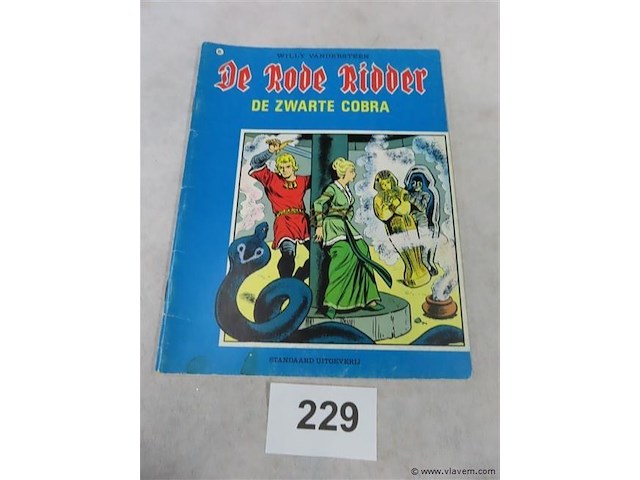 WILLY VANDERSTEEN
De Rode Ridder
DE ZWARTE COBRA
STANDAARD UITGEVERIJ
229
© www.vlavem.com